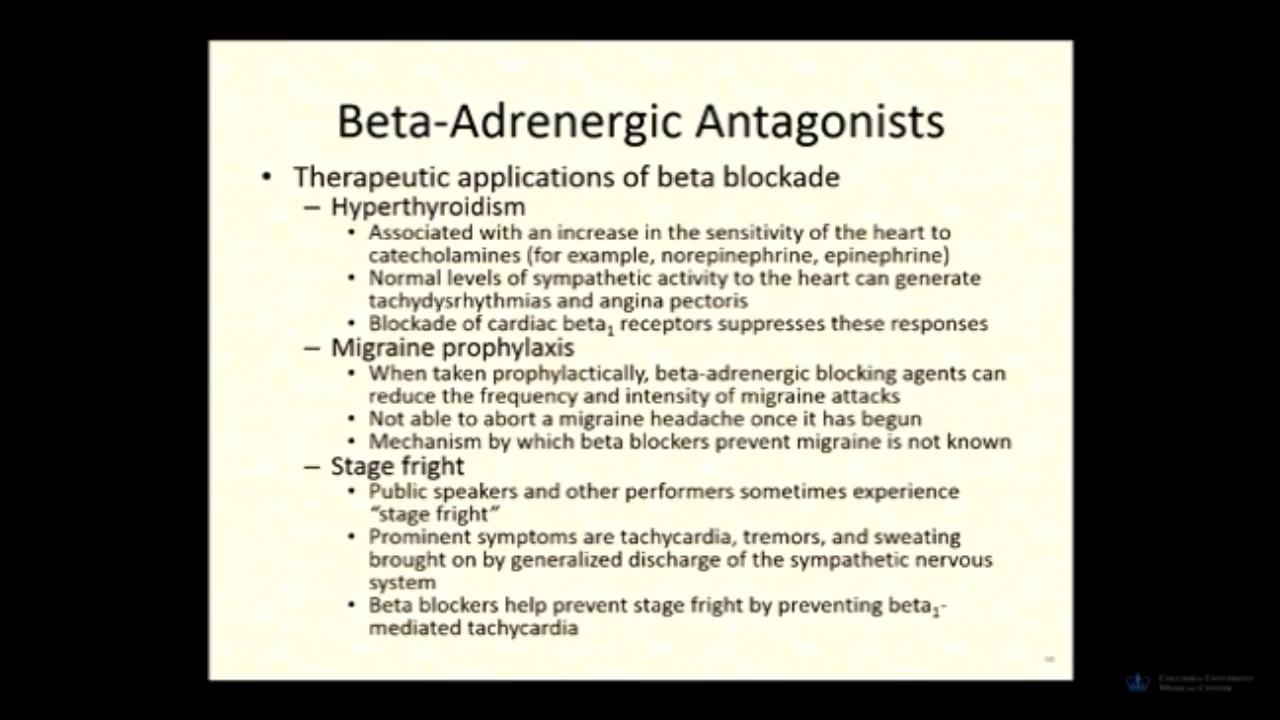 Beta-Adrenergic Antagonists
• Therapeutic applications of beta blockade
– Hyperthyroidism
• Associated with an increase in the sensitivity of the heart to
catecholamines (for example, norepinephrine, epinephrine)
• Normal levels of sympathetic activity to the heart can generate
tachydysrhythmias and angina pectoris
• Blockade of cardiac beta₁ receptors suppresses these responses
– Migraine prophylaxis
• When taken prophylactically, beta-adrenergic blocking agents can
reduce the frequency and intensity of migraine attacks
• Not able to abort a migraine headache once it has begun
• Mechanism by which beta blockers prevent migraine is not known
– Stage fright
• Public speakers and other performers sometimes experience
“stage fright”
• Prominent symptoms are tachycardia, tremors, and sweating
brought on by generalized discharge of the sympathetic nervous
system
• Beta blockers help prevent stage fright by preventing beta₁-
mediated tachycardia
Columbia University
Medical Center